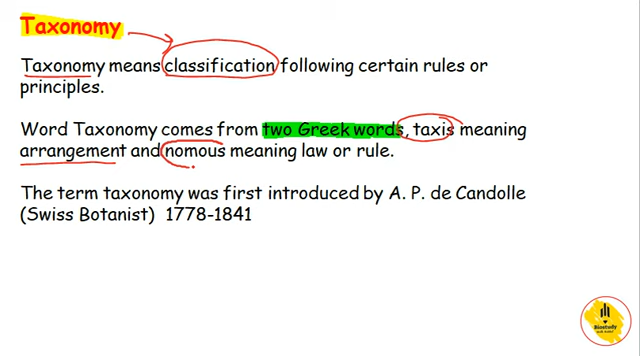 Taxonomy
Taxonomy means classification following certain rules or
principles.
Word Taxonomy comes from two Greek words, taxis meaning
arrangement and nomous meaning law or rule.
The term taxonomy was first introduced by A. P. de Candolle
(Swiss Botanist) 1778-1841
Biostudy